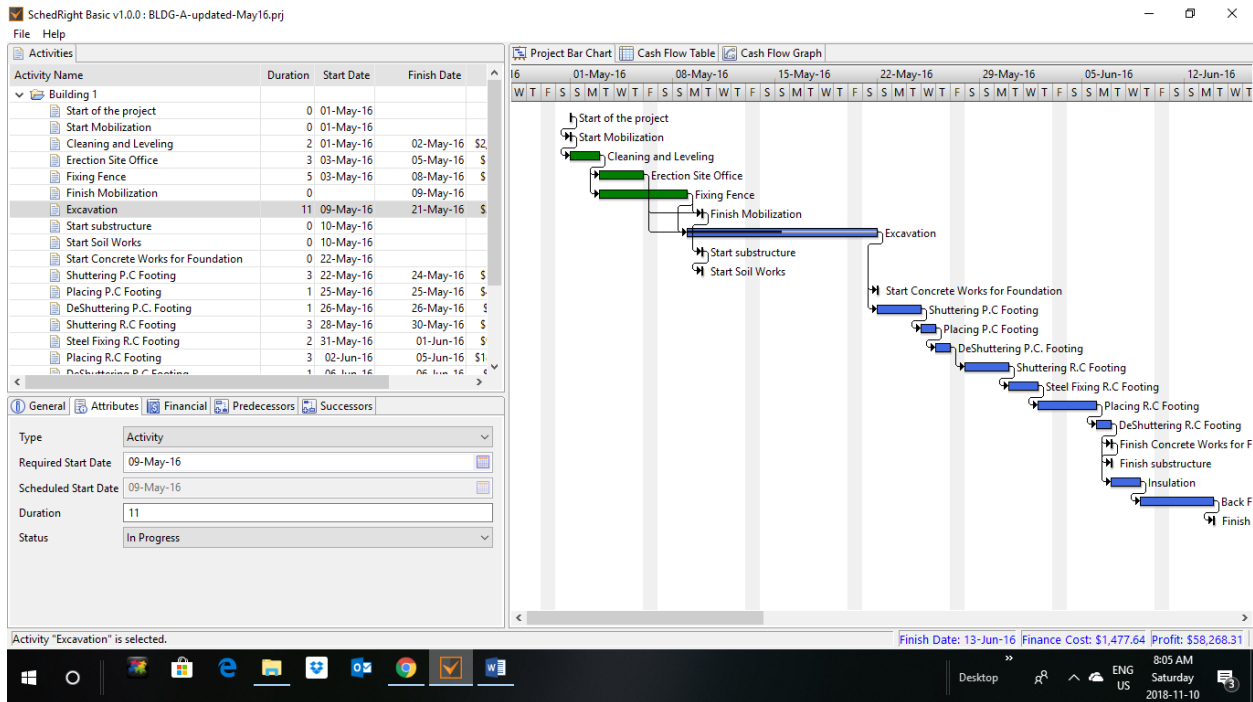 SchedRight Basic v1.0.0 : BLDG-A-updated-May16.prj
File Help
Activities
Activity Name Duration Start Date Finish Date
Building 1
Start of the project 0 01-May-16
Start Mobilization 0 01-May-16
Cleaning and Leveling 2 01-May-16 02-May-16 $2,
Erection Site Office 3 03-May-16 05-May-16 $
Fixing Fence 5 03-May-16 08-May-16 $
Finish Mobilization 0 09-May-16
Excavation 11 09-May-16 21-May-16 $
Start substructure 0 10-May-16
Start Soil Works 0 10-May-16
Start Concrete Works for Foundation 0 22-May-16
Shuttering P.C Footing 3 22-May-16 24-May-16 $
Placing P.C Footing 1 25-May-16 25-May-16 $
DeShuttering P.C. Footing 1 26-May-16 26-May-16 $
Shuttering R.C Footing 3 28-May-16 30-May-16 $
Steel Fixing R.C Footing 2 31-May-16 01-Jun-16 $
Placing R.C Footing 3 02-Jun-16 05-Jun-16 $1
DeShuttering R.C Footing 1 06-Jun-16 06-Jun-16
General Attributes Financial Predecessors Successors
Type Activity
Required Start Date 09-May-16
Scheduled Start Date 09-May-16
Duration 11
Status In Progress
Project Bar Chart Cash Flow Table Cash Flow Graph
16 01-May-16 08-May-16 15-May-16 22-May-16 29-May-16 05-Jun-16 12-Jun-16
W T F S S M T W T F S S M T W T F S S M T W T F S S M T W T F S S M T W T F S S M T W T F S S M T W T
Start of the project
Start Mobilization
Cleaning and Leveling
Erection Site Office
Fixing Fence
Finish Mobilization
Excavation
Start substructure
Start Soil Works
Start Concrete Works for Foundation
Shuttering P.C Footing
Placing P.C Footing
DeShuttering P.C. Footing
Shuttering R.C Footing
Steel Fixing R.C Footing
Placing R.C Footing
DeShuttering R.C Footing
Finish Concrete Works for F
Finish substructure
Insulation
Back F
Finish
Activity "Excavation" is selected.
Finish Date: 13-Jun-16 Finance Cost: $1,477.64 Profit: $58,268.31
Desktop
ENG
US
8:05 AM
Saturday
2018-11-10
3